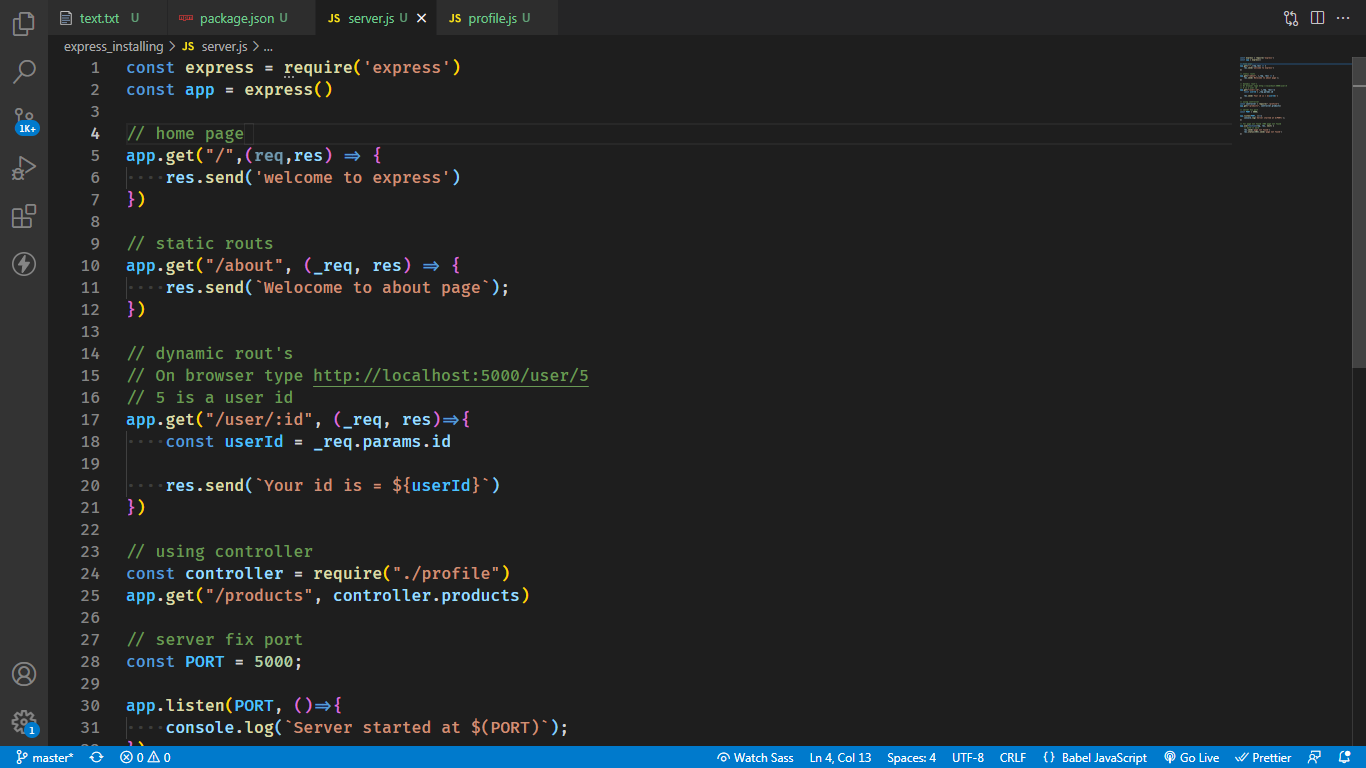 text.txt U package.json U JS server.js U JS profile.js U
express_installing > JS server.js > ...
1 const express = require('express')
2 const app = express()
3
4 // home page
5 app.get("/",(req,res) => {
6 ····res.send('welcome to express')
7 })
8
9 // static routs
10 app.get("/about", (_req, res) => {
11 ····res.send(`Welocome to about page`);
12 })
13
14 // dynamic rout's
15 // On browser type http://localhost:5000/user/5
16 // 5 is a user id
17 app.get("/user/:id", (_req, res)=>{
18 ····const userId = _req.params.id
19
20 ····res.send(`Your id is = ${userId}`)
21 })
22
23 // using controller
24 const controller = require("./profile")
25 app.get("/products", controller.products)
26
27 // server fix port
28 const PORT = 5000;
29
30 app.listen(PORT, ()=>{
31 ····console.log(`Server started at $(PORT)`);
1K+
1
master* 0 0 Watch Sass Ln 4, Col 13 Spaces: 4 UTF-8 CRLF {} Babel JavaScript Go Live Prettier